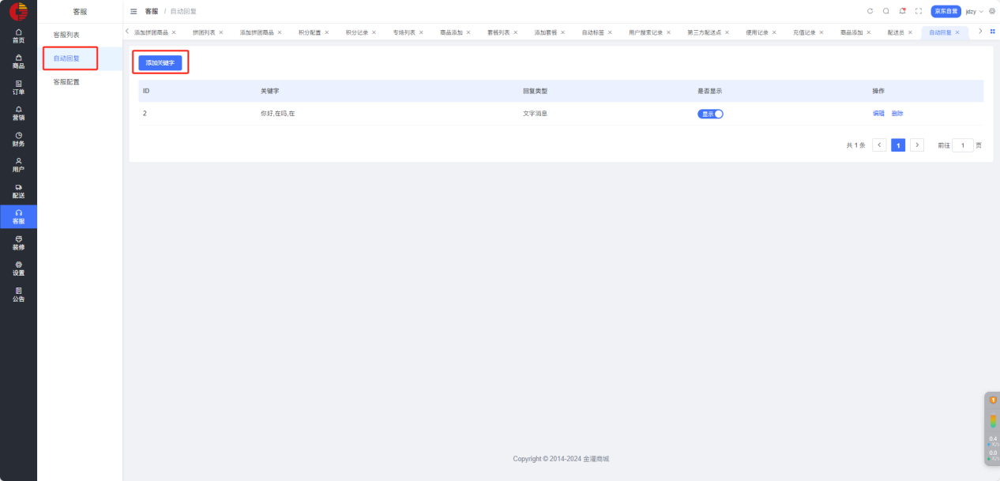 客服
客服 / 自动回复
京东自营
jdzy
首页
商品
订单
营销
财务
用户
配送
客服
装修
设置
公告
客服列表
自动回复
客服配置
添加拼团商品 × 拼团列表 × 添加拼团商品 × 积分配置 × 积分记录 × 专场列表 × 商品添加 × 套餐列表 × 添加套餐 × 自动标签 × 用户搜索记录 × 第三方配送点 × 使用记录 × 充值记录 × 商品添加 × 配送员 × 自动回复 ×
添加关键字
ID 关键字 回复类型 是否显示 操作
2 你好,在吗,在 文字消息 显示 编辑 删除
共 1 条 < 1 > 前往 1 页
Copyright © 2014-2024 金灌商城
1
0.4
0.0